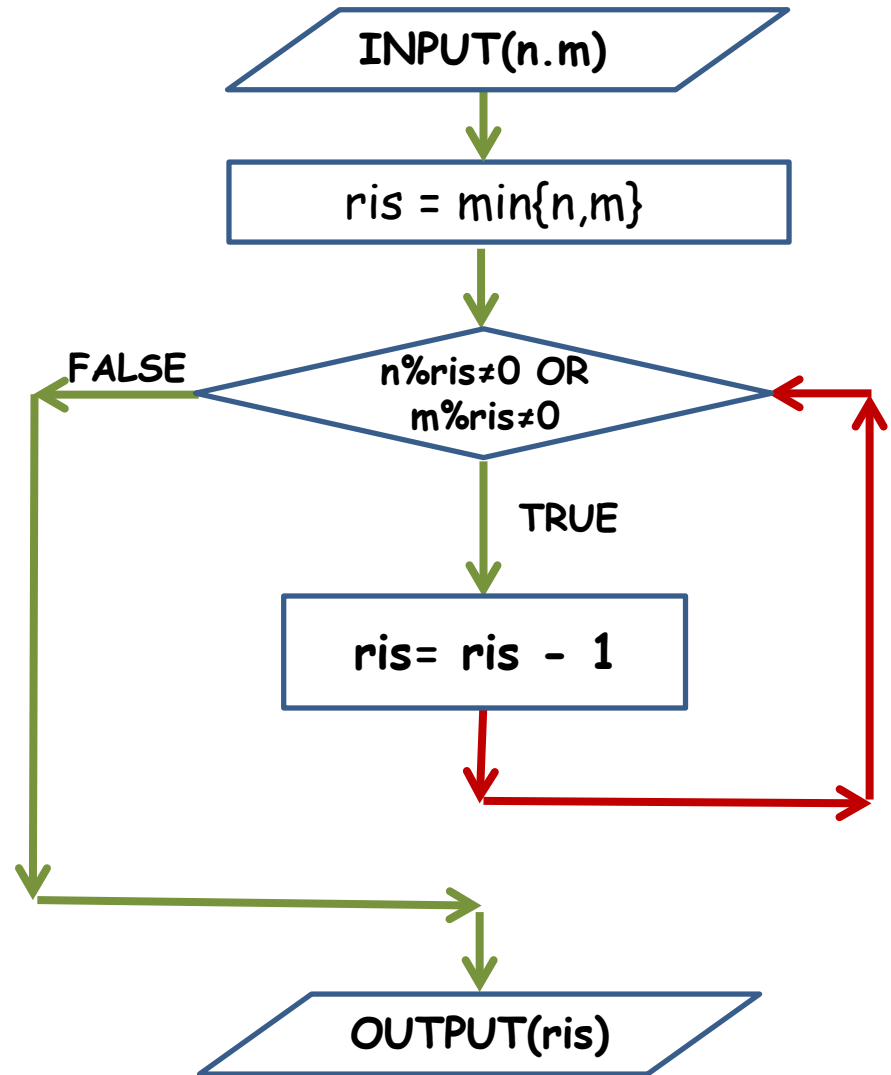 INPUT(n.m)
ris = min{n,m}
FALSE
n%ris≠0 OR
m%ris≠0
TRUE
ris= ris - 1
OUTPUT(ris)